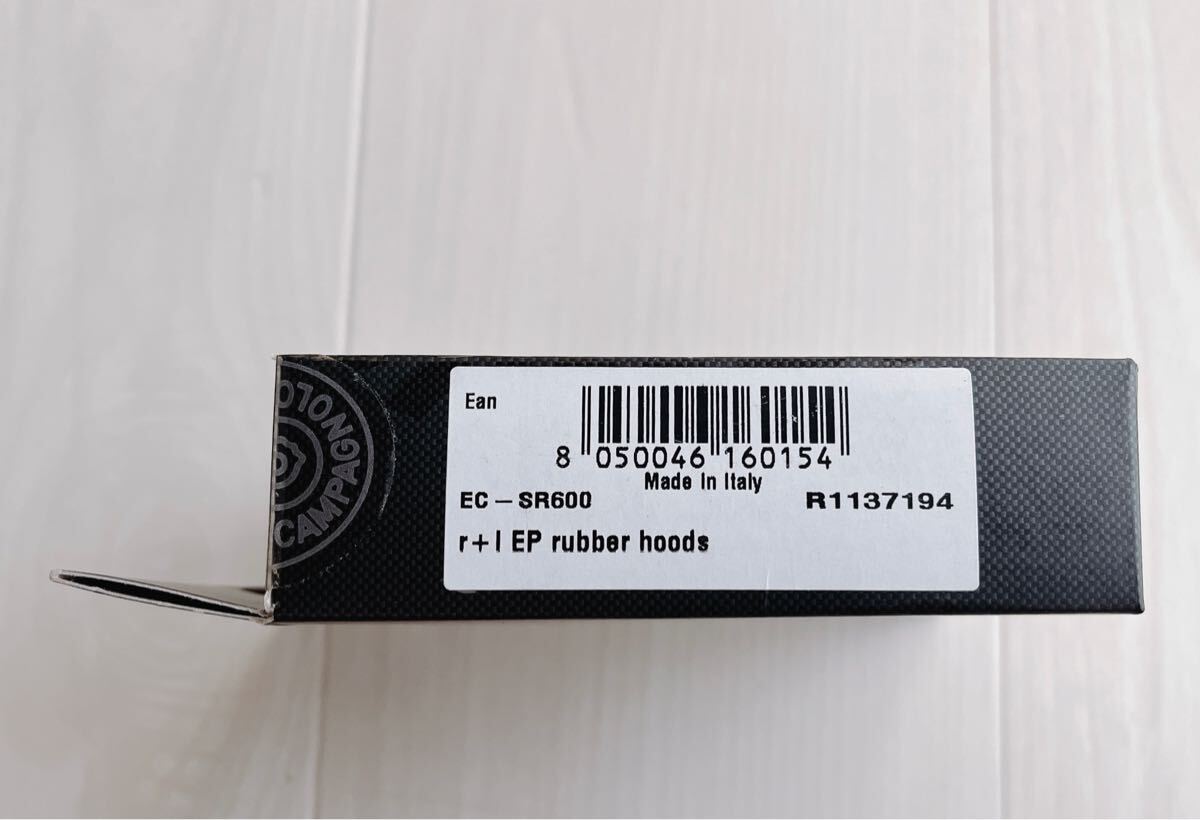 CAMPAGNOLO
Ean
8 050046 160154
Made in Italy
EC – SR600
R1137194
r+l EP rubber hoods